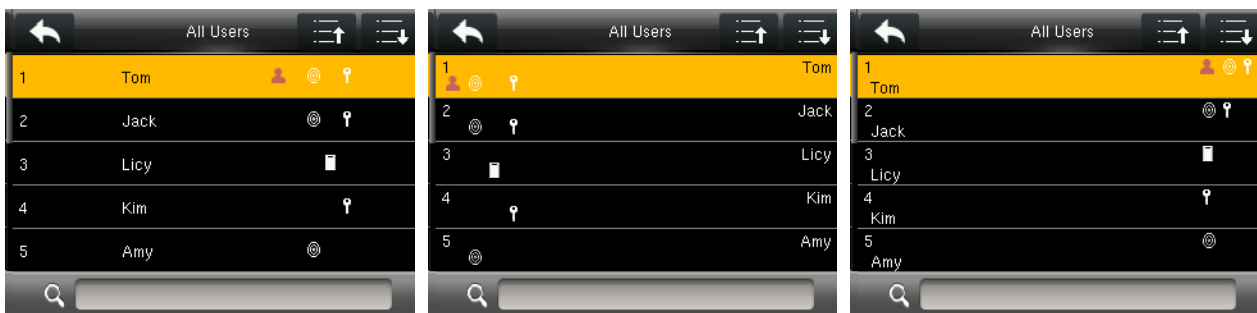 All Users
1 Tom
2 Jack
3 Licy
4 Kim
5 Amy
All Users
1 Tom
2 Jack
3 Licy
4 Kim
5 Amy
All Users
1
Tom
2
Jack
3
Licy
4
Kim
5
Amy